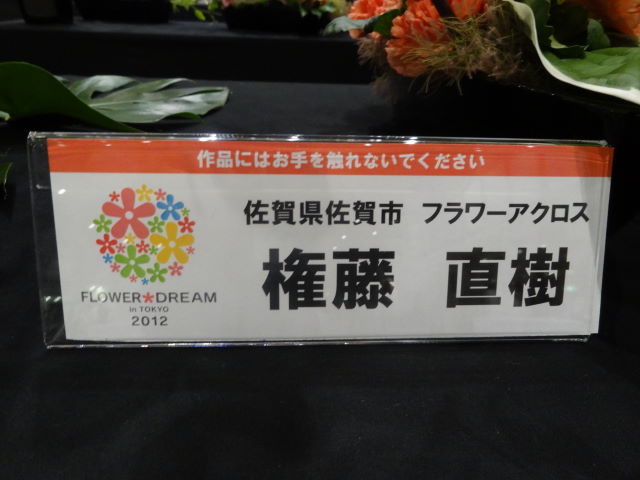 作品にはお手を触れないでください
佐賀県佐賀市 フラワーアクロス
権藤 直樹
FLOWER*DREAM
in TOKYO
2012